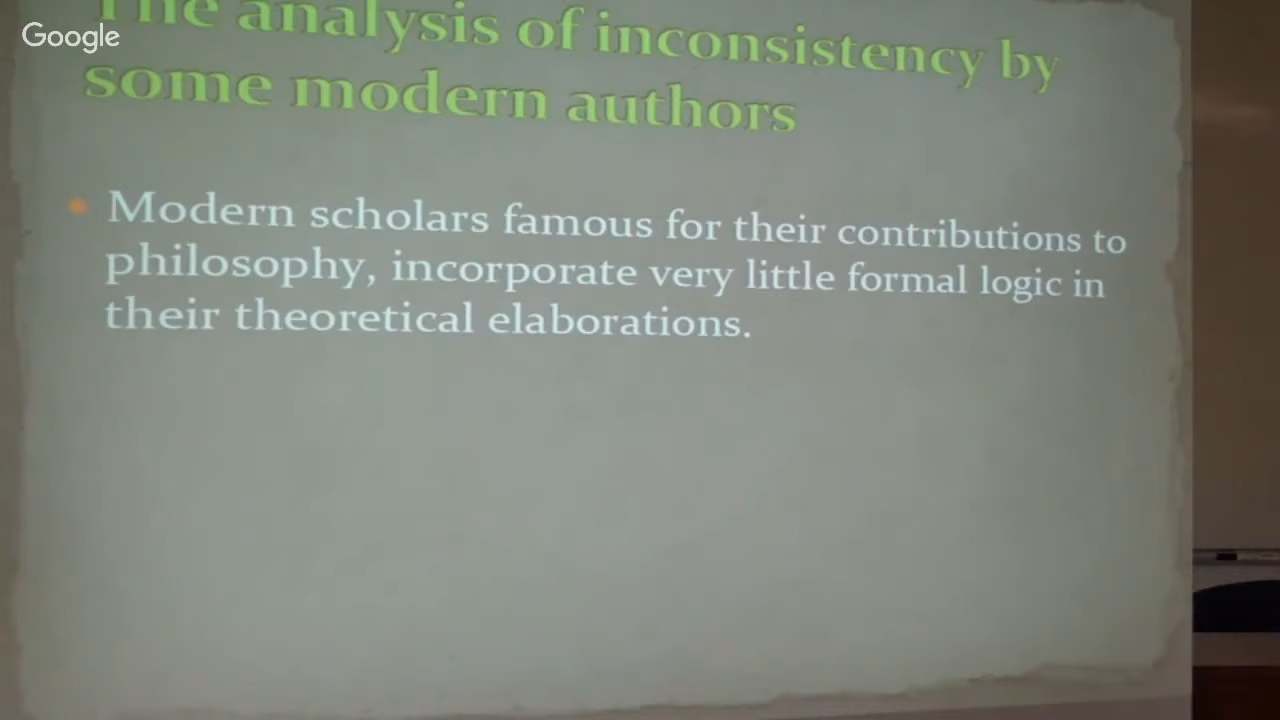 Google
The analysis of inconsistency by
some modern authors
Modern scholars famous for their contributions to
philosophy, incorporate very little formal logic in
their theoretical elaborations.